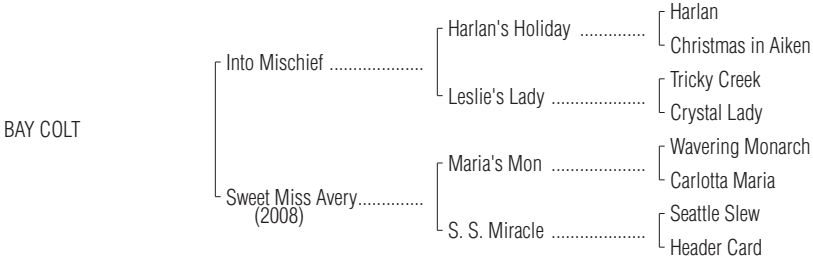 Harlan
Harlan's Holiday ..............
Christmas in Aiken
Into Mischief ....................
Tricky Creek
Leslie's Lady ....................
Crystal Lady
BAY COLT
Wavering Monarch
Maria's Mon ....................
Carlotta Maria
Sweet Miss Avery..............
(2008)
Seattle Slew
S. S. Miracle ....................
Header Card